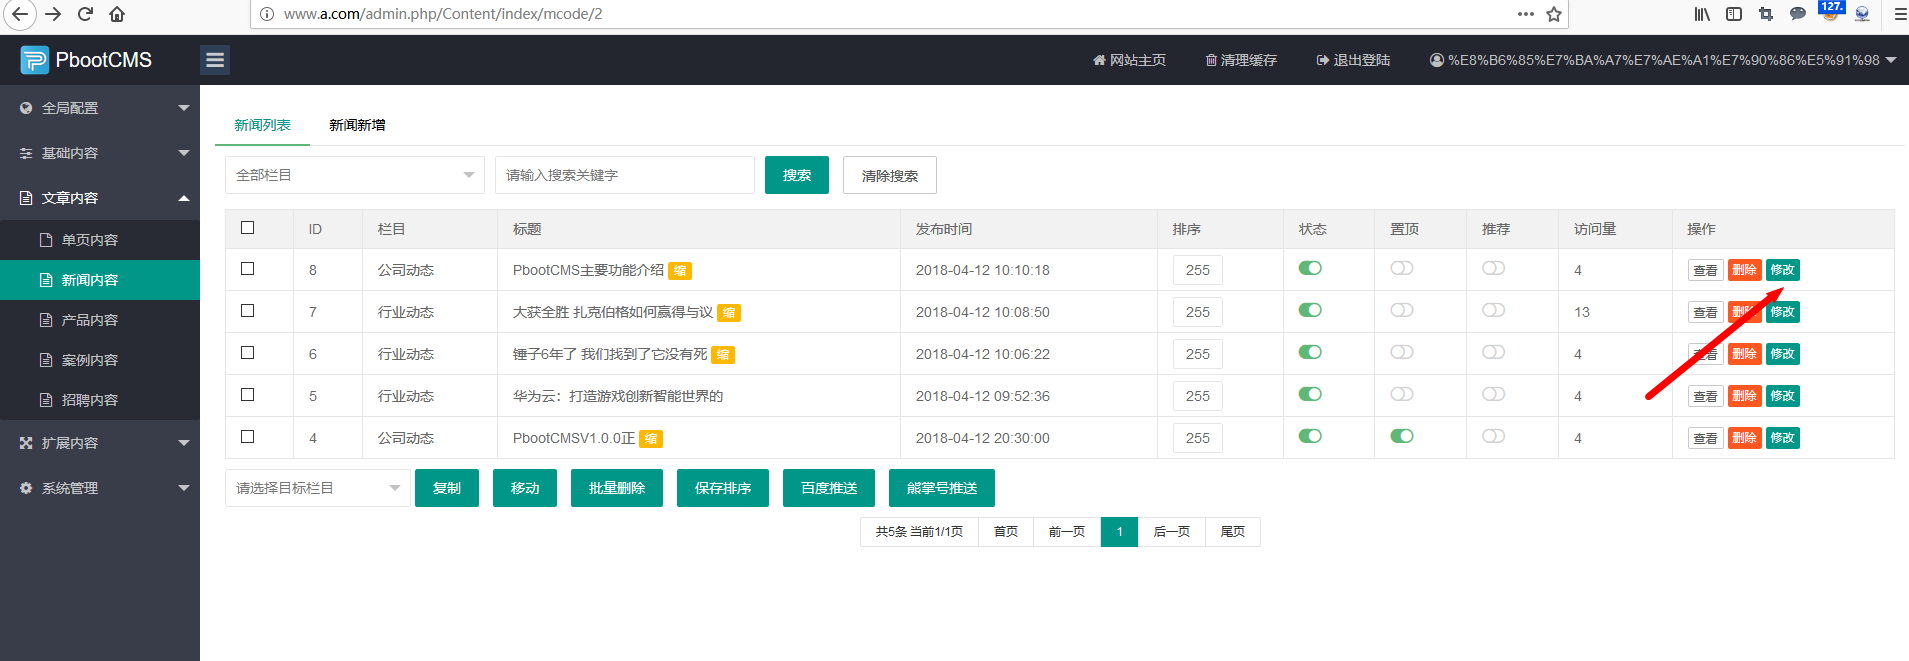 www.a.com/admin.php/Content/index/mcode/2
127.
PbootCMS
网站主页 清理缓存 退出登陆 %E8%B6%85%E7%BA%A7%E7%AE%A1%E7%90%86%E5%91%98
全局配置
基础内容
文章内容
单页内容
新闻内容
产品内容
案例内容
招聘内容
扩展内容
系统管理
新闻列表 新闻新增
全部栏目 请输入搜索关键字 搜索 清除搜索
ID 栏目 标题 发布时间 排序 状态 置顶 推荐 访问量 操作
8 公司动态 PbootCMS主要功能介绍 缩 2018-04-12 10:10:18 255 4 查看 删除 修改
7 行业动态 大获全胜 扎克伯格如何赢得与议 缩 2018-04-12 10:08:50 255 13 查看 删除 修改
6 行业动态 锤子6年了 我们找到了它没有死 缩 2018-04-12 10:06:22 255 4 查看 删除 修改
5 行业动态 华为云：打造游戏创新智能世界的 2018-04-12 09:52:36 255 4 查看 删除 修改
4 公司动态 PbootCMSV1.0.0正 缩 2018-04-12 20:30:00 255 4 查看 删除 修改
请选择目标栏目 复制 移动 批量删除 保存排序 百度推送 熊掌号推送
共5条 当前1/1页 首页 前一页 1 后一页 尾页